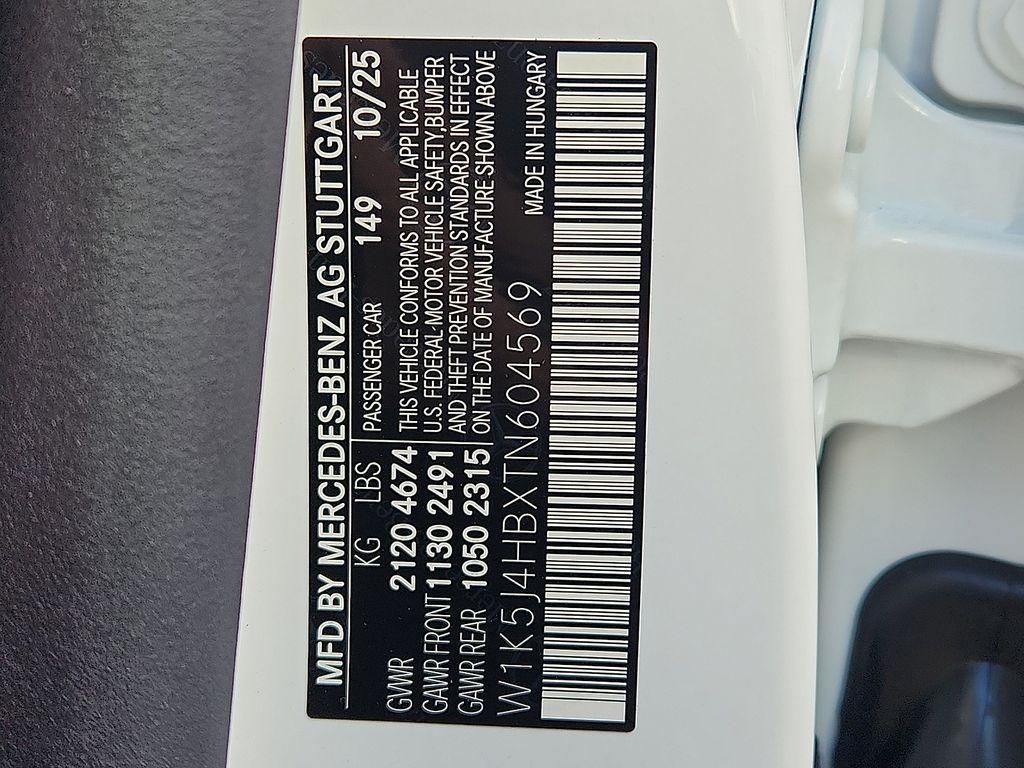 MFD BY MERCEDES-BENZ AG STUTTGART
KG LBS PASSENGER CAR 149 10/25
GVWR 2120 4674 THIS VEHICLE CONFORMS TO ALL APPLICABLE
GAWR FRONT 1130 2491 U.S. FEDERAL MOTOR VEHICLE SAFETY,BUMPER
GAWR REAR 1050 2315 AND THEFT PREVENTION STANDARDS IN EFFECT
ON THE DATE OF MANUFACTURE SHOWN ABOVE
W1K5J4HBXTN604569 MADE IN HUNGARY